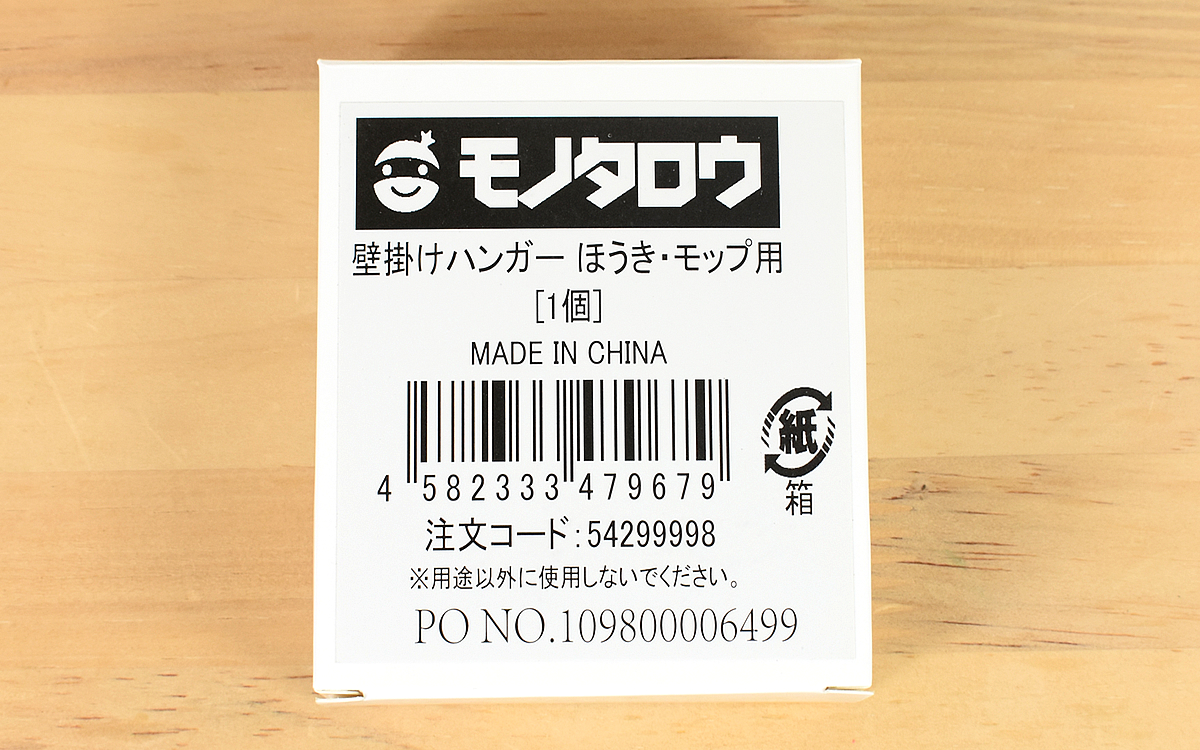 モノタロウ
壁掛けハンガー ほうき・モップ用
[1個]
MADE IN CHINA
紙
箱
4 582333 479679
注文コード:54299998
※用途以外に使用しないでください。
PO NO.109800006499